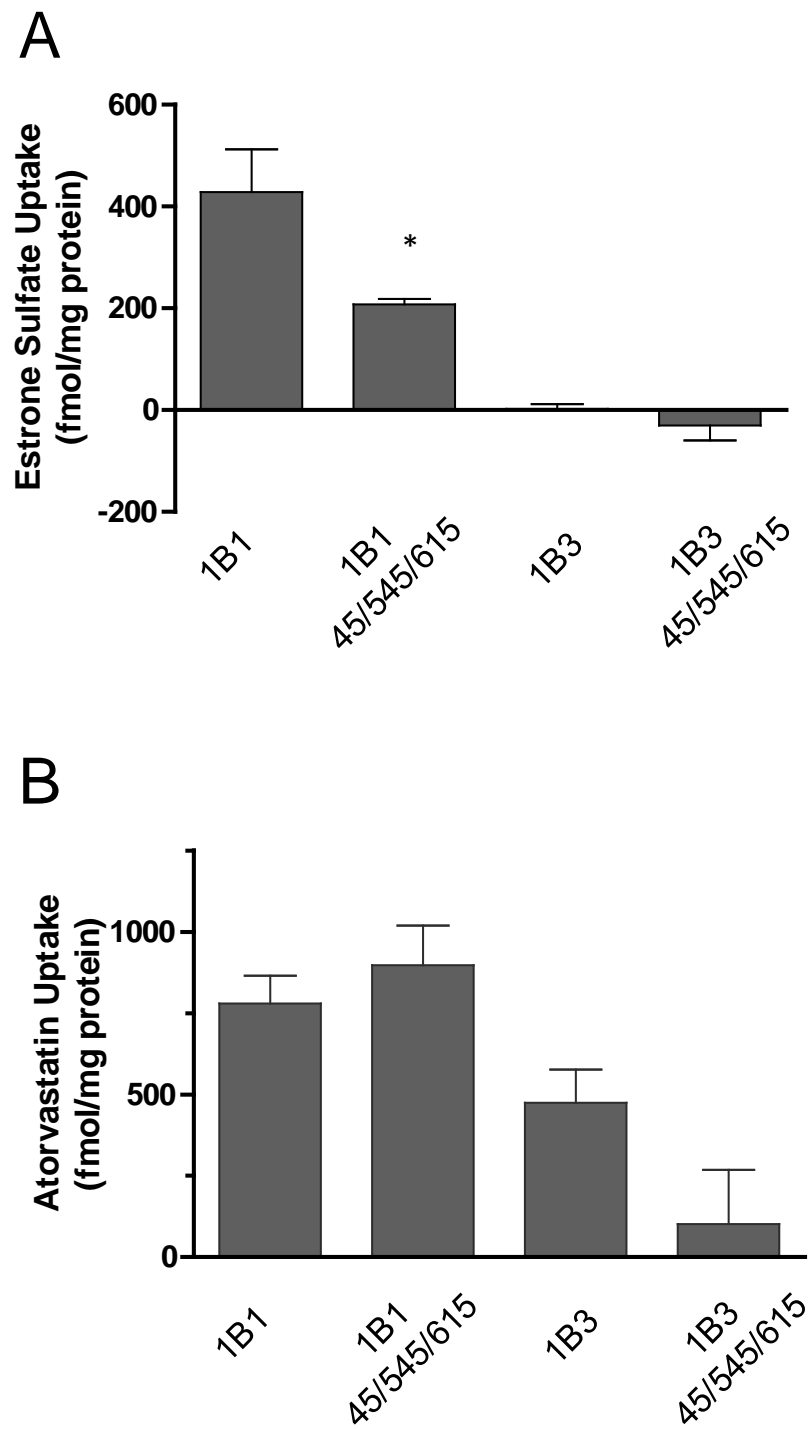 A
Estrone Sulfate Uptake
(fmol/mg protein)
600
400
200
0
-200
*
1B1
1B1
45/545/615
1B3
1B3
45/545/615
B
Atorvastatin Uptake
(fmol/mg protein)
1000
500
0
1B1
1B1
45/545/615
1B3
1B3
45/545/615